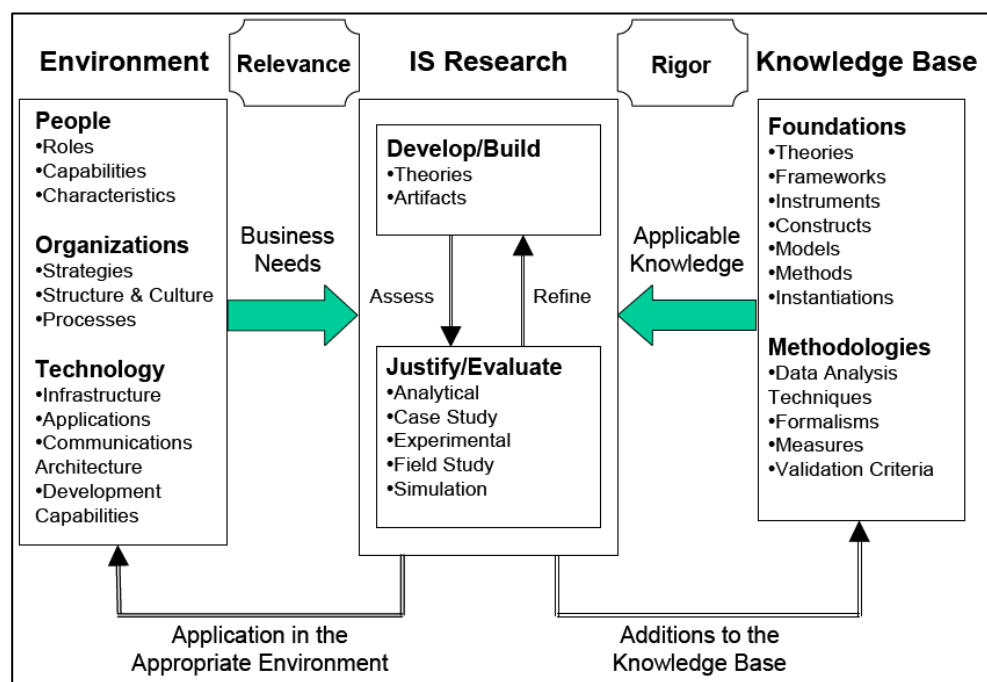 Environment
Relevance
IS Research
Rigor
Knowledge Base
People
•Roles
•Capabilities
•Characteristics
Organizations
•Strategies
•Structure & Culture
•Processes
Technology
•Infrastructure
•Applications
•Communications
Architecture
•Development
Capabilities
Business
Needs
Develop/Build
•Theories
•Artifacts
Assess
Refine
Justify/Evaluate
•Analytical
•Case Study
•Experimental
•Field Study
•Simulation
Applicable
Knowledge
Foundations
•Theories
•Frameworks
•Instruments
•Constructs
•Models
•Methods
•Instantiations
Methodologies
•Data Analysis
Techniques
•Formalisms
•Measures
•Validation Criteria
Application in the
Appropriate Environment
Additions to the
Knowledge Base